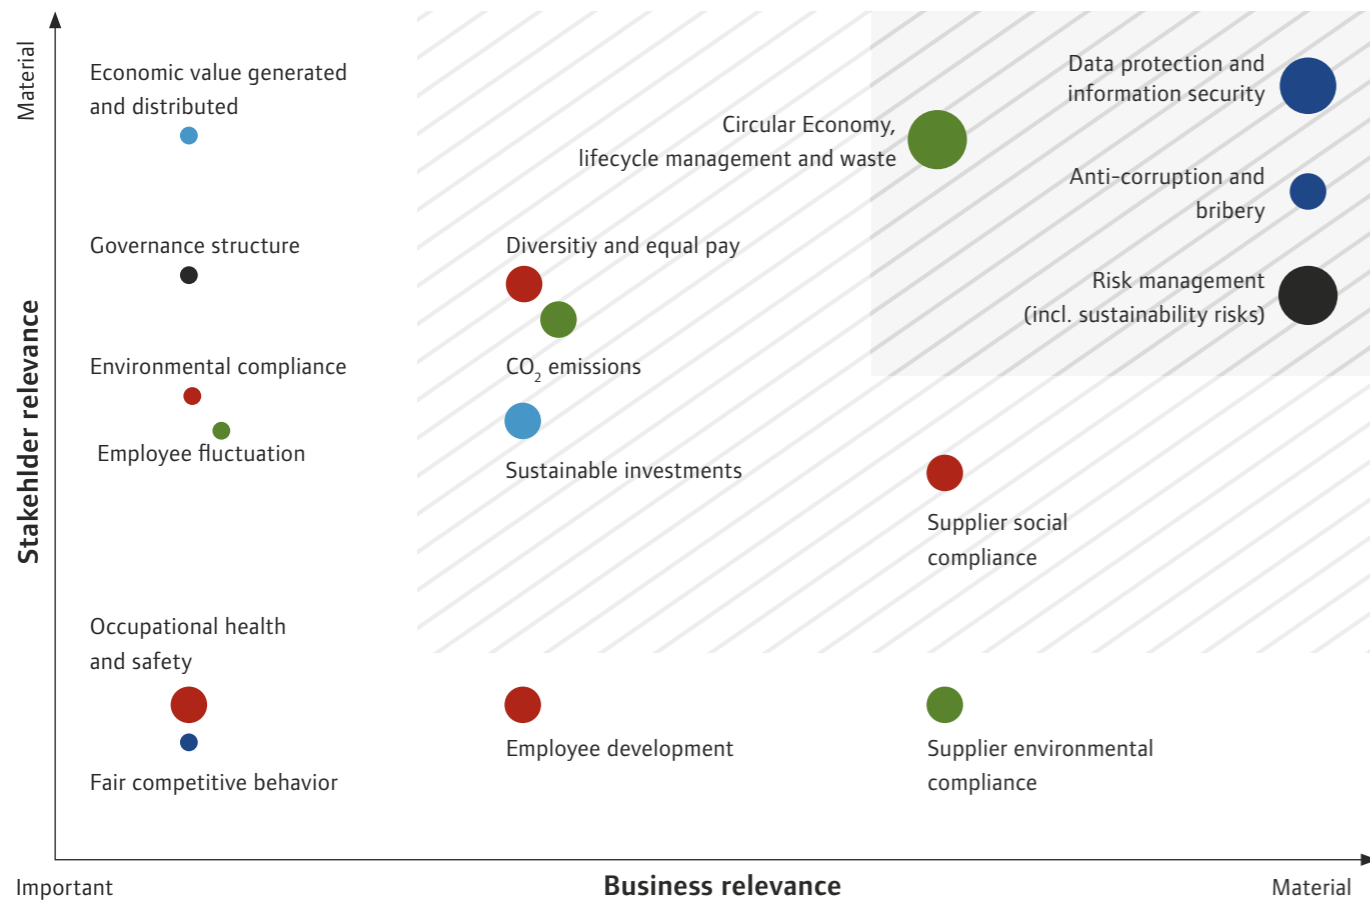 Material
Stakehlder relevance
Economic value generated
and distributed
Data protection and
information security
Circular Economy,
lifecycle management and waste
Anti-corruption and
bribery
Governance structure
Diversitiy and equal pay
Risk management
(incl. sustainability risks)
Environmental compliance
CO₂ emissions
Employee fluctuation
Sustainable investments
Supplier social
compliance
Occupational health
and safety
Employee development
Supplier environmental
compliance
Fair competitive behavior
Important
Business relevance
Material